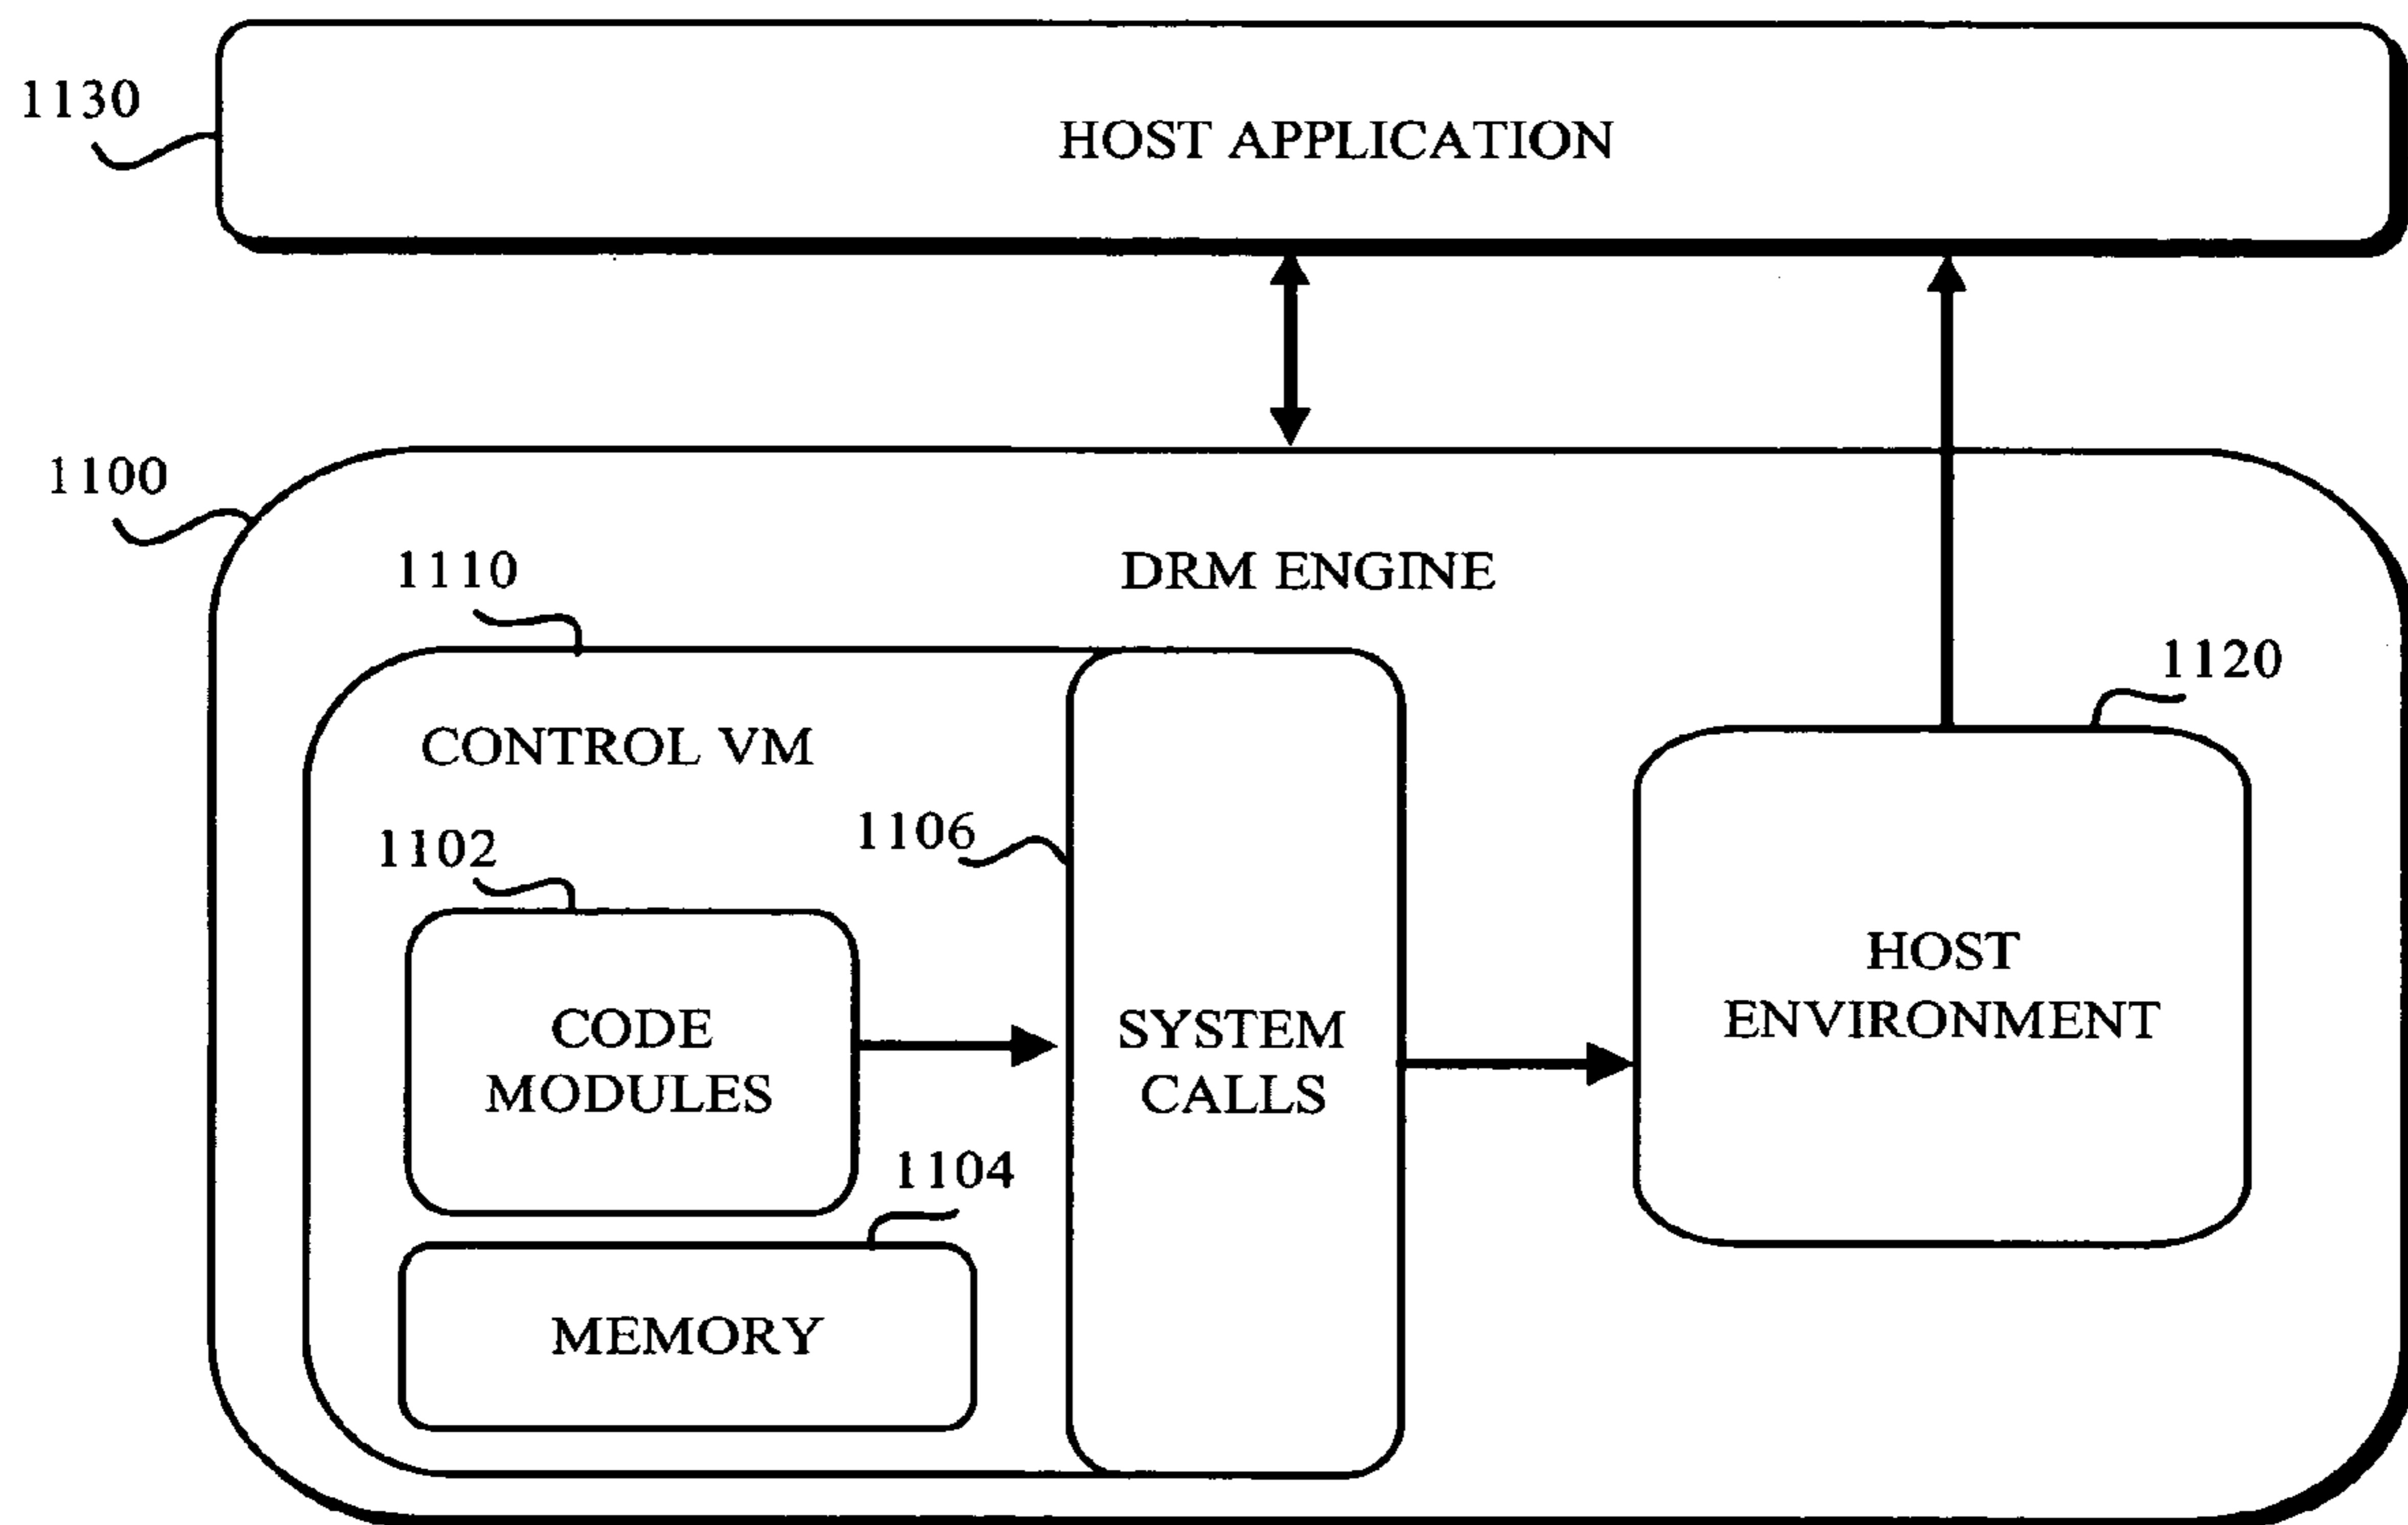 1130
HOST APPLICATION
1100
DRM ENGINE
1110
1120
CONTROL VM
1106
1102
HOST
ENVIRONMENT
CODE
MODULES
SYSTEM
CALLS
1104
MEMORY